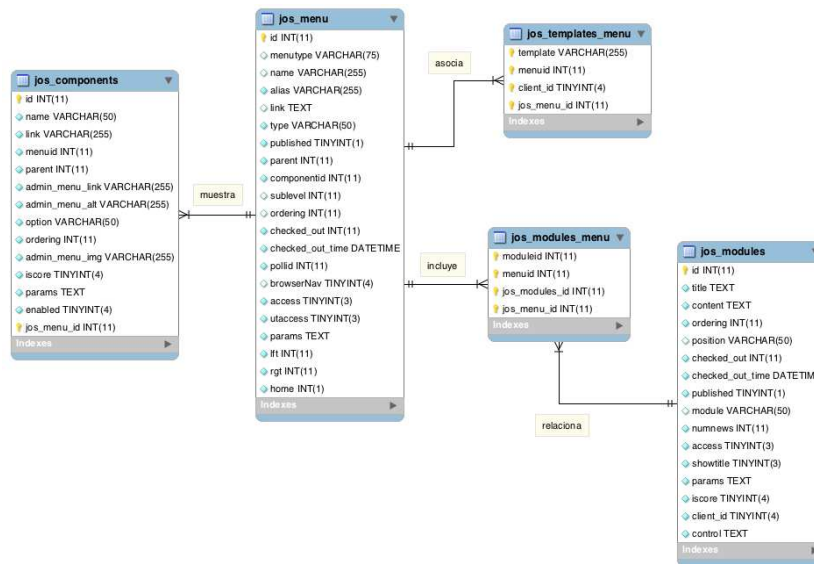 jos_components
id INT(11)
name VARCHAR(50)
link VARCHAR(255)
menuid INT(11)
parent INT(11)
admin_menu_link VARCHAR(255)
admin_menu_alt VARCHAR(255)
option VARCHAR(50)
ordering INT(11)
admin_menu_img VARCHAR(255)
iscore TINYINT(4)
params TEXT
enabled TINYINT(4)
jos_menu_id INT(11)
Indexes
muestra
jos_menu
id INT(11)
menutype VARCHAR(75)
name VARCHAR(255)
alias VARCHAR(255)
link TEXT
type VARCHAR(50)
published TINYINT(1)
parent INT(11)
componentid INT(11)
sublevel INT(11)
ordering INT(11)
checked_out INT(11)
checked_out_time DATETIME
pollid INT(11)
browserNav TINYINT(4)
access TINYINT(3)
utaccess TINYINT(3)
params TEXT
lft INT(11)
rgt INT(11)
home INT(1)
Indexes
asocia
jos_templates_menu
template VARCHAR(255)
menuid INT(11)
client_id TINYINT(4)
jos_menu_id INT(11)
Indexes
incluye
jos_modules_menu
moduleid INT(11)
menuid INT(11)
jos_modules_id INT(11)
jos_menu_id INT(11)
Indexes
relaciona
jos_modules
id INT(11)
title TEXT
content TEXT
ordering INT(11)
position VARCHAR(50)
checked_out INT(11)
checked_out_time DATETIM
published TINYINT(1)
module VARCHAR(50)
numnews INT(11)
access TINYINT(3)
showtitle TINYINT(3)
params TEXT
iscore TINYINT(4)
client_id TINYINT(4)
control TEXT
Indexes